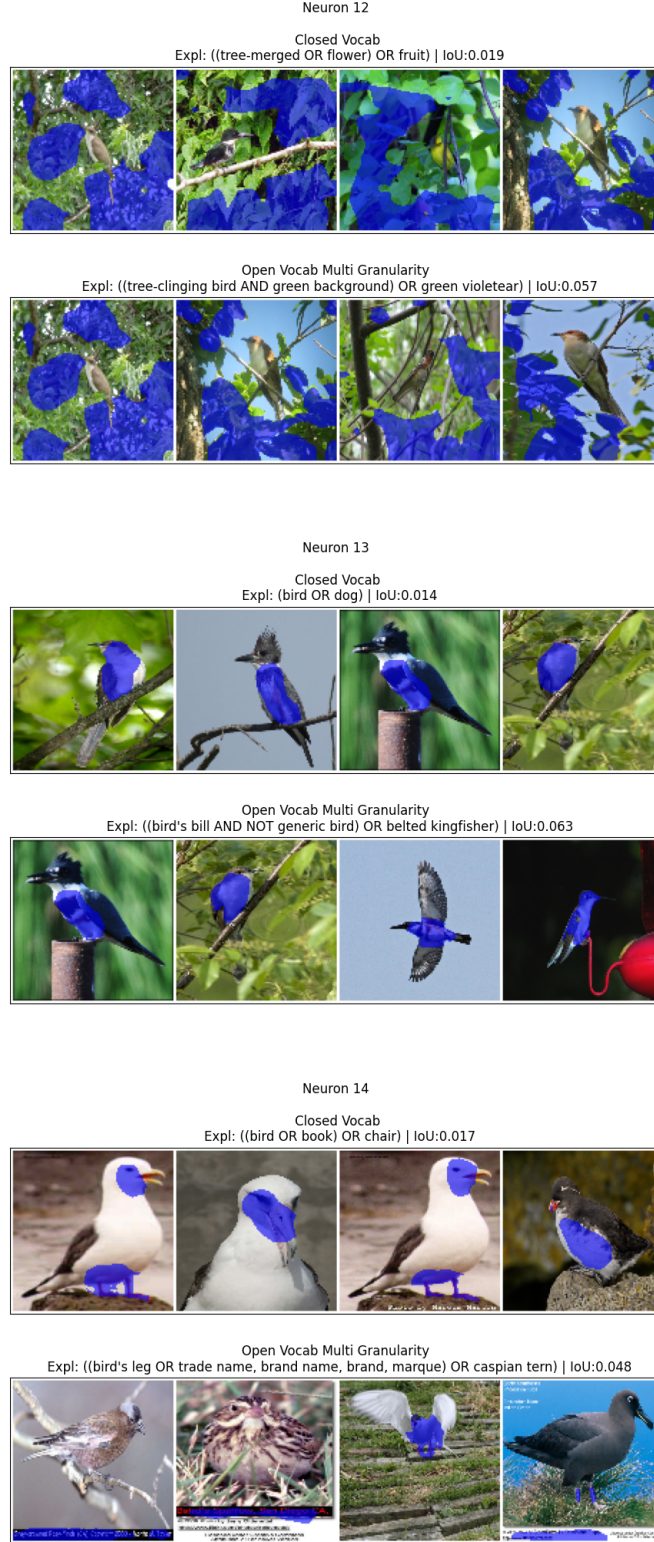 Neuron 12
Closed Vocab
Expl: ((tree-merged OR flower) OR fruit) | IoU:0.019
Open Vocab Multi Granularity
Expl: ((tree-clinging bird AND green background) OR green violetear) | IoU:0.057
Neuron 13
Closed Vocab
Expl: (bird OR dog) | IoU:0.014
Open Vocab Multi Granularity
Expl: ((bird's bill AND NOT generic bird) OR belted kingfisher) | IoU:0.063
Neuron 14
Closed Vocab
Expl: ((bird OR book) OR chair) | IoU:0.017
Open Vocab Multi Granularity
Expl: ((bird's leg OR trade name, brand name, brand, marque) OR caspian tern) | IoU:0.048